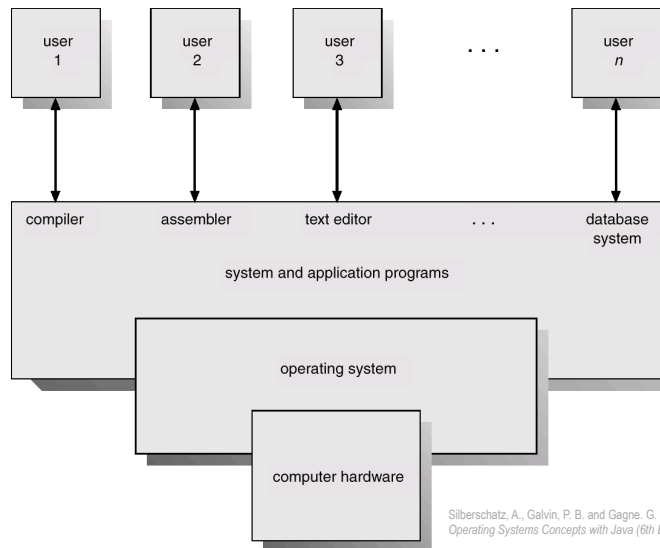 user
1
user
2
user
3
. . .
user
n
compiler
assembler
text editor
. . .
database
system
system and application programs
operating system
computer hardware
Silberschatz, A., Galvin, P. B. and Gagne. G.
Operating Systems Concepts with Java (6th